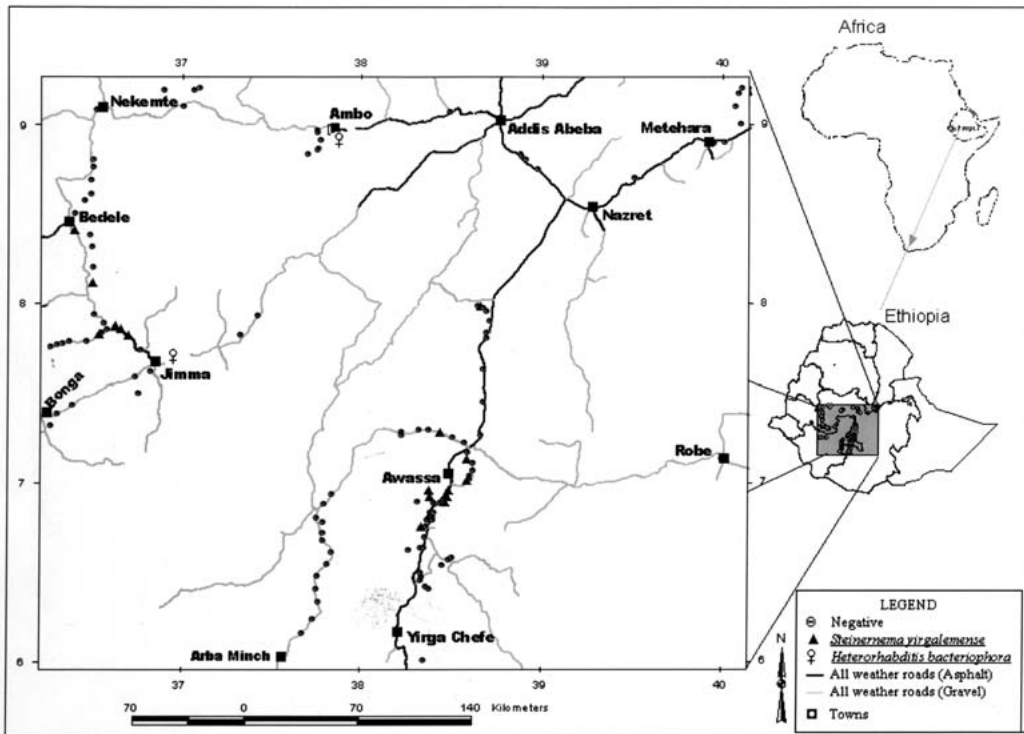 Africa
Ethiopia
37
38
39
40
Nekemte
Ambo
9
Addis Abeba
Metehara
9
Bedele
Nazret
8
8
Jimma
Bonga
Robe
7
Awassa
7
Yirga Chefe
Arba Minch
6
6
37
38
39
40
70
0
70
140
Kilometers
N
LEGEND
Negative
Steinernema yirgalemense
Heterorhabditis bacteriophora
All weather roads (Asphalt)
All weather roads (Gravel)
Towns